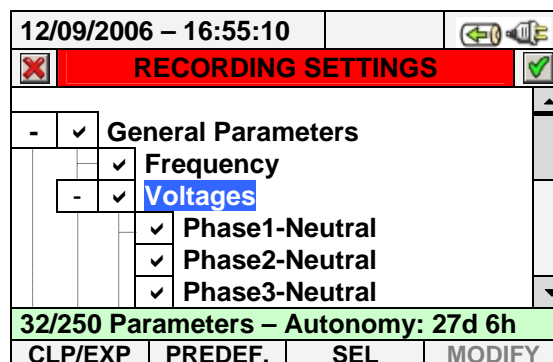 12/09/2006 – 16:55:10
RECORDING SETTINGS
- General Parameters
Frequency
- Voltages
Phase1-Neutral
Phase2-Neutral
Phase3-Neutral
32/250 Parameters – Autonomy: 27d 6h
CLP/EXP PREDEF. SEL MODIFY